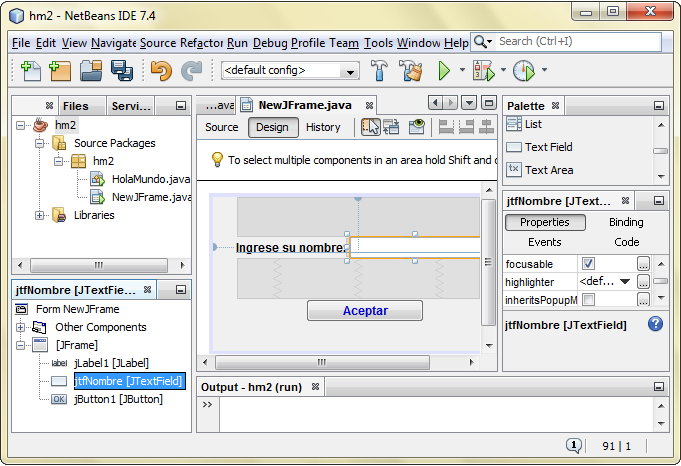 hm2 - NetBeans IDE 7.4
File Edit View Navigate Source Refactor Run Debug Profile Team Tools Window Help Search (Ctrl+I)
<default config>
Files Servi...
hm2
Source Packages
hm2
HolaMundo.java
NewJFrame.java
Libraries
jtfNombre [JTextFiel...
Form NewJFrame
Other Components
[JFrame]
label jLabel1 [JLabel]
jtfNombre [JTextField]
OK jButton1 [JButton]
...ava NewJFrame.java
Source Design History
To select multiple components in an area hold Shift and
Ingrese su nombre.
Aceptar
Output - hm2 (run)
>>
Palette
List
Text Field
Text Area
jtfNombre [JText...
Properties Binding
Events Code
focusable ...
highlighter <def... ...
inheritsPopupM ...
jtfNombre [JTextField]
1 91 | 1